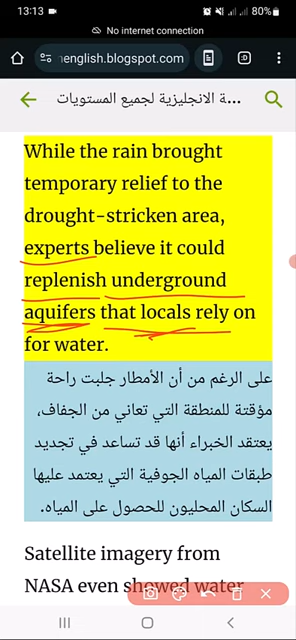 13:13
80%
No internet connection
nenglish.blogspot.com
:D
ة الانجليزية لجميع المستويات...
While the rain brought
temporary relief to the
drought-stricken area,
experts believe it could
replenish underground
aquifers that locals rely on
for water.
على الرغم من أن الأمطار جلبت راحة
مؤقتة للمنطقة التي تعاني من الجفاف،
يعتقد الخبراء أنها قد تساعد في تجديد
طبقات المياه الجوفية التي يعتمد عليها
السكان المحليون للحصول على المياه.
Satellite imagery from
NASA even showed water